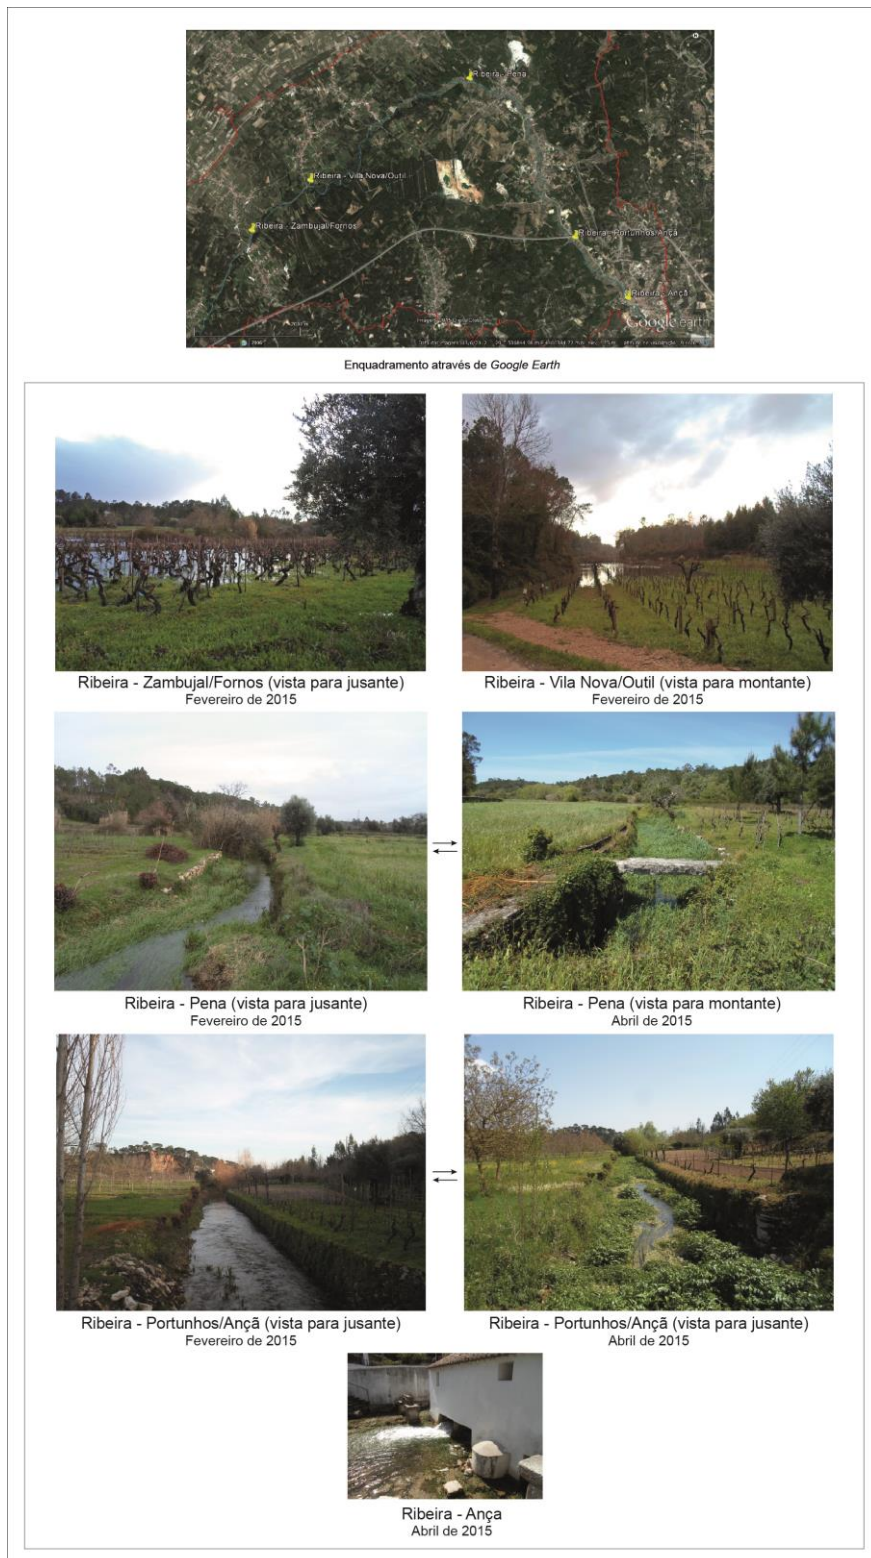 Ribeira - Pena
Ribeira - Vila Nova/Outil
Ribeira - Zambujal/Fornos
Ribeira - Portunhos/Ançã
Ribeira - Ançã
Google earth
Enquadramento através de Google Earth
Ribeira - Zambujal/Fornos (vista para jusante)
Fevereiro de 2015
Ribeira - Vila Nova/Outil (vista para montante)
Fevereiro de 2015
Ribeira - Pena (vista para jusante)
Fevereiro de 2015
Ribeira - Pena (vista para montante)
Abril de 2015
Ribeira - Portunhos/Ançã (vista para jusante)
Fevereiro de 2015
Ribeira - Portunhos/Ançã (vista para jusante)
Abril de 2015
Ribeira - Ança
Abril de 2015